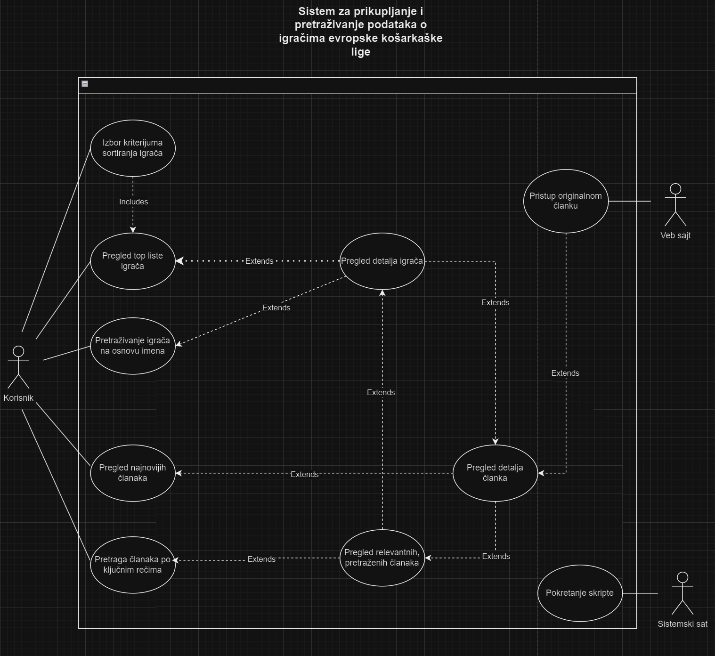 Sistem za prikupljanje i
pretraživanje podataka o
igračima evropske košarkaške
lige
Izbor kriterijuma
sortiranja igrača
Includes
Pristup originalnom
članku
Veb sajt
Pregled top liste
igrača
Extends
Pregled detalja igrača
Extends
Extends
Pretraživanje igrača
na osnovu imena
Korisnik
Extends
Extends
Pregled najnovijih
članaka
Extends
Pregled detalja
članka
Pretraga članaka po
ključnim rečima
Extends
Pregled relevantnih,
pretraženih članaka
Extends
Pokretanje skripte
Sistemski sat